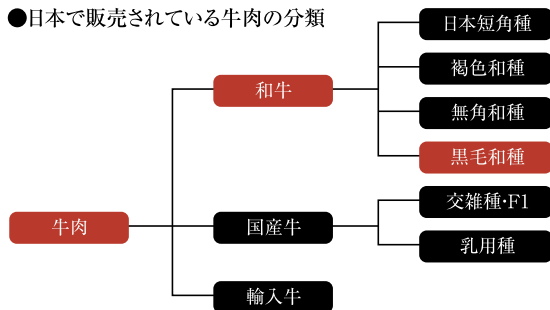 ●日本で販売されている牛肉の分類
牛肉
和牛
日本短角種
褐色和種
無角和種
黒毛和種
国産牛
交雑種・F1
乳用種
輸入牛